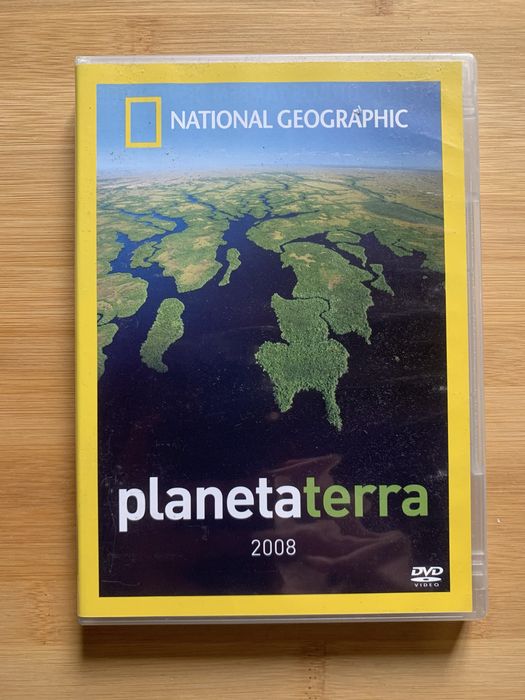 NATIONAL GEOGRAPHIC
planetaterra
2008
DVD
VIDEO